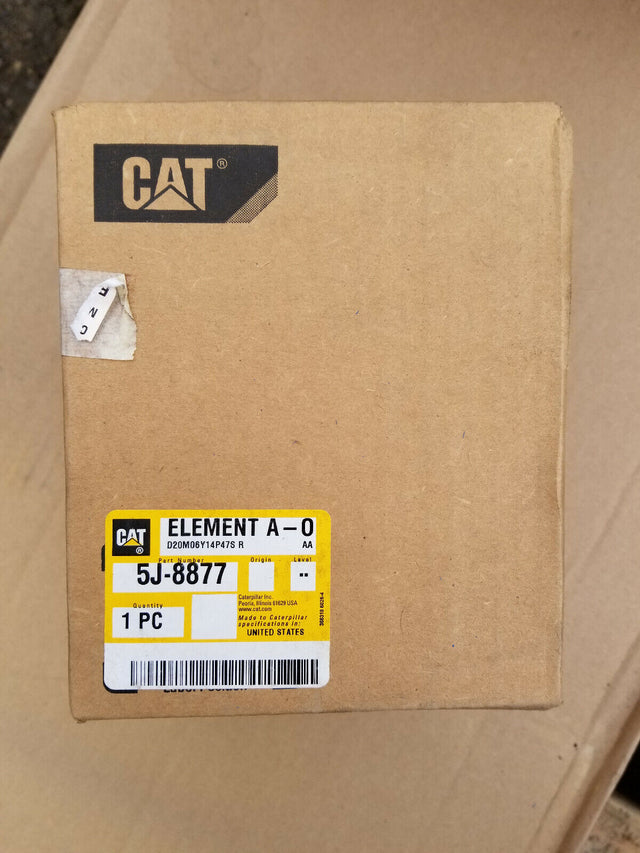 CAT®
C N R
CAT®
ELEMENT A-O
D20M06Y14P47S R AA
Part Number Origin Level
5J-8877 --
Quantity
1 PC
Caterpillar Inc.
Peoria, Illinois 61629 USA
www.cat.com
Made to Caterpillar
specifications in:
UNITED STATES